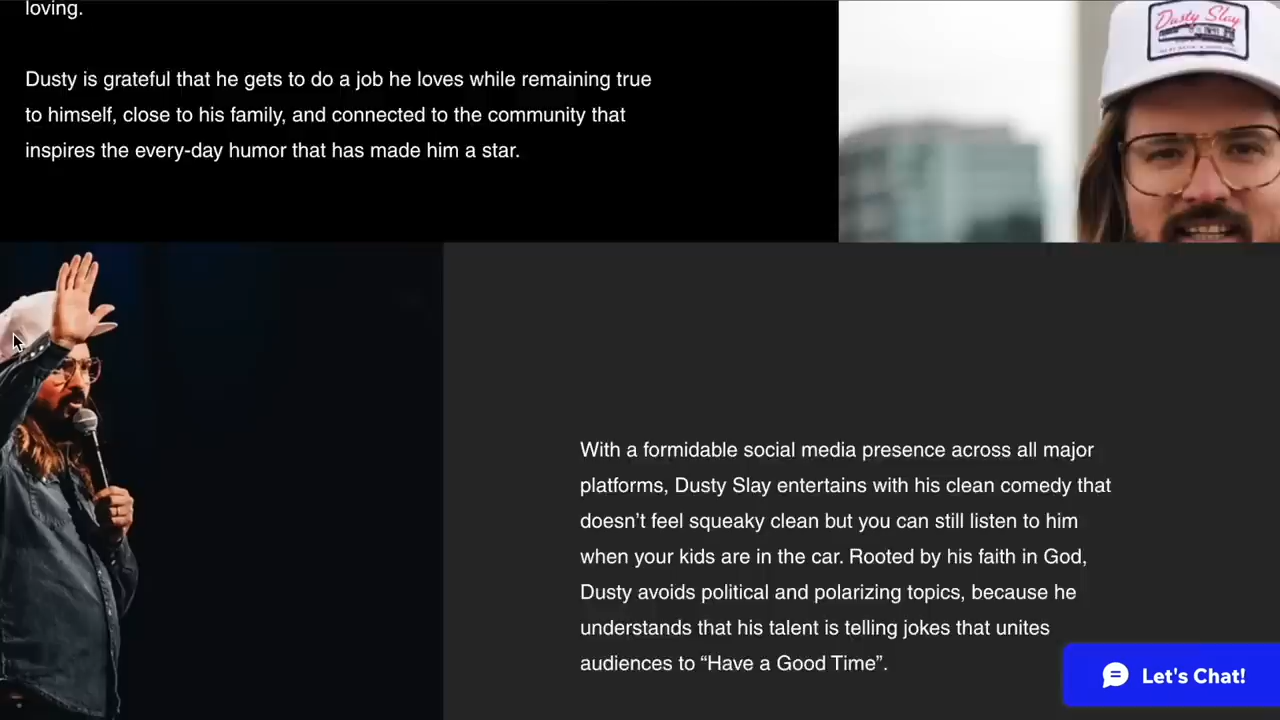 loving.
Dusty is grateful that he gets to do a job he loves while remaining true
to himself, close to his family, and connected to the community that
inspires the every-day humor that has made him a star.
Dusty Slay
With a formidable social media presence across all major
platforms, Dusty Slay entertains with his clean comedy that
doesn’t feel squeaky clean but you can still listen to him
when your kids are in the car. Rooted by his faith in God,
Dusty avoids political and polarizing topics, because he
understands that his talent is telling jokes that unites
audiences to “Have a Good Time”.
Let's Chat!